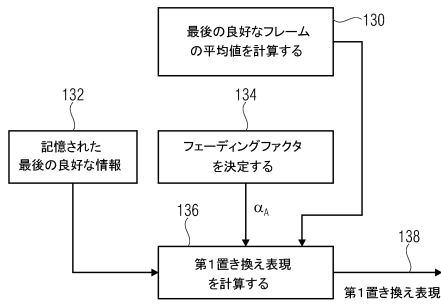 最後の良好なフレーム
の平均値を計算する
130
132
134
記憶された
最後の良好な情報
フェーディングファクタ
を決定する
αA
136
138
第1置き換え表現
を計算する
第1置き換え表現